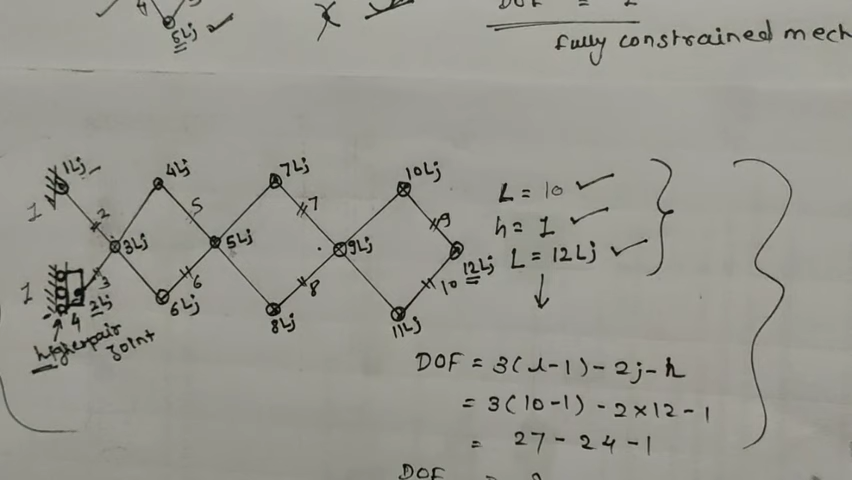 4
5Lj
DOF = 1
fully constrained mech
1Lj
1
2
3Lj
4Lj
5
5Lj
7Lj
7
9Lj
10Lj
9
12Lj
1
3
2Lj
4
6
6Lj
8
8Lj
10
11Lj
higher pair
Joint
L = 10
h = 1
L = 12Lj
DOF = 3(l-1) - 2j - h
= 3(10-1) - 2×12 - 1
= 27 - 24 - 1
DOF =